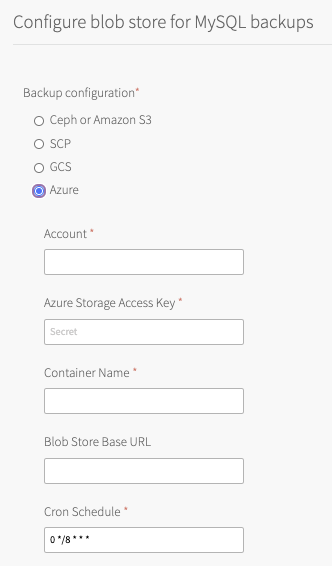 Configure blob store for MySQL backups
Backup configuration*
Ceph or Amazon S3
SCP
GCS
Azure
Account *
Azure Storage Access Key *
Secret
Container Name *
Blob Store Base URL
Cron Schedule *
0 */8 * * *